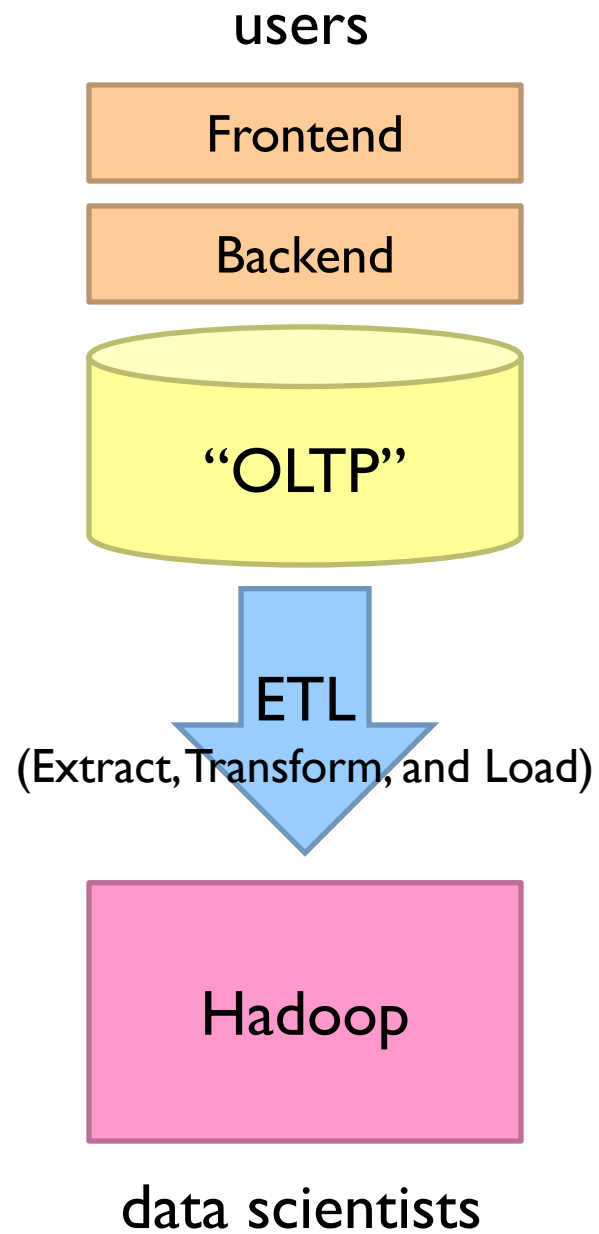 users
Frontend
Backend
“OLTP”
ETL
(Extract, Transform, and Load)
Hadoop
data scientists